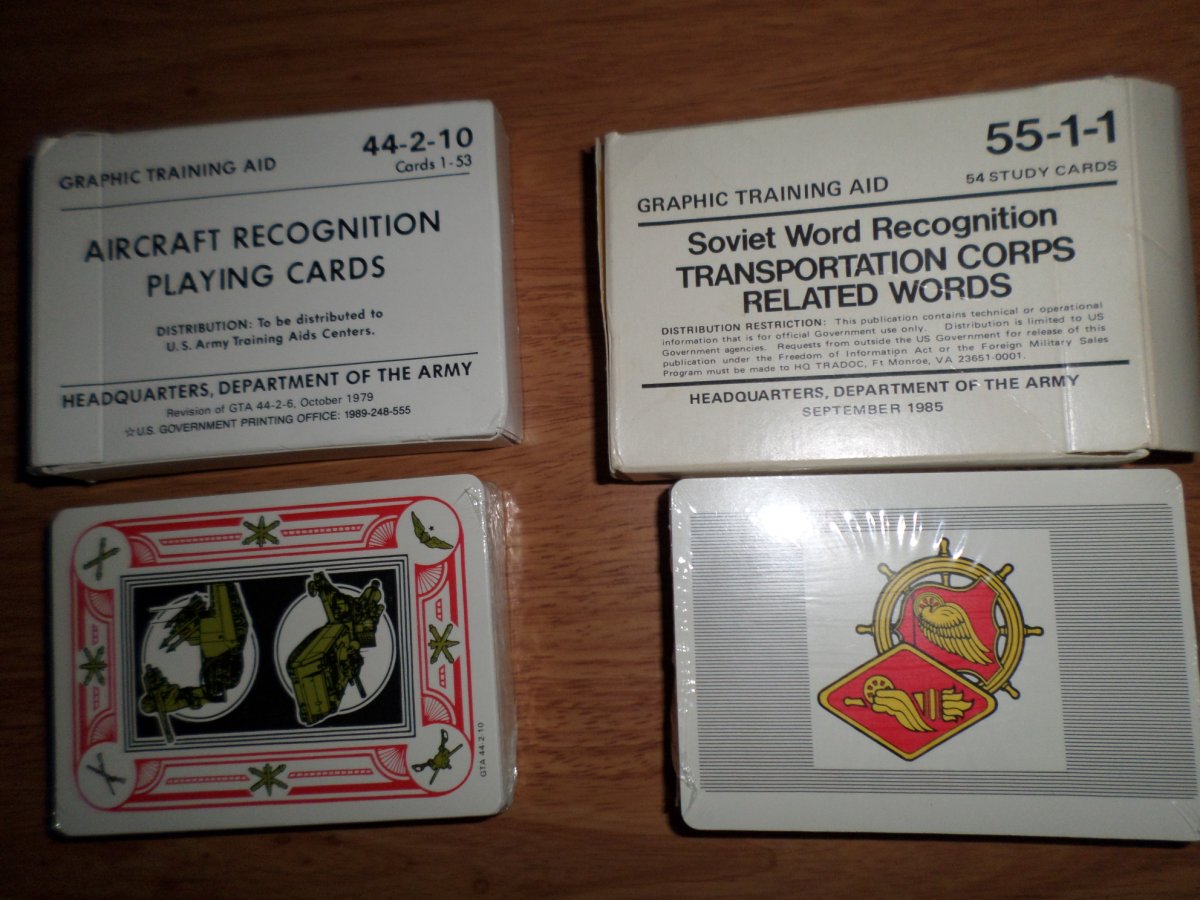 GRAPHIC TRAINING AID
44-2-10
Cards 1-53
AIRCRAFT RECOGNITION
PLAYING CARDS
DISTRIBUTION: To be distributed to
U.S. Army Training Aids Centers.
HEADQUARTERS, DEPARTMENT OF THE ARMY
Revision of GTA 44-2-6, October 1979
☆U.S. GOVERNMENT PRINTING OFFICE: 1989-248-555
55-1-1
GRAPHIC TRAINING AID
54 STUDY CARDS
Soviet Word Recognition
TRANSPORTATION CORPS
RELATED WORDS
DISTRIBUTION RESTRICTION: This publication contains technical or operational
information that is for official Government use only. Distribution is limited to US
Government agencies. Requests from outside the US Government for release of this
publication under the Freedom of Information Act or the Foreign Military Sales
Program must be made to HQ TRADOC, Ft Monroe, VA 23651-0001.
HEADQUARTERS, DEPARTMENT OF THE ARMY
SEPTEMBER 1985
GTA 44-2-10